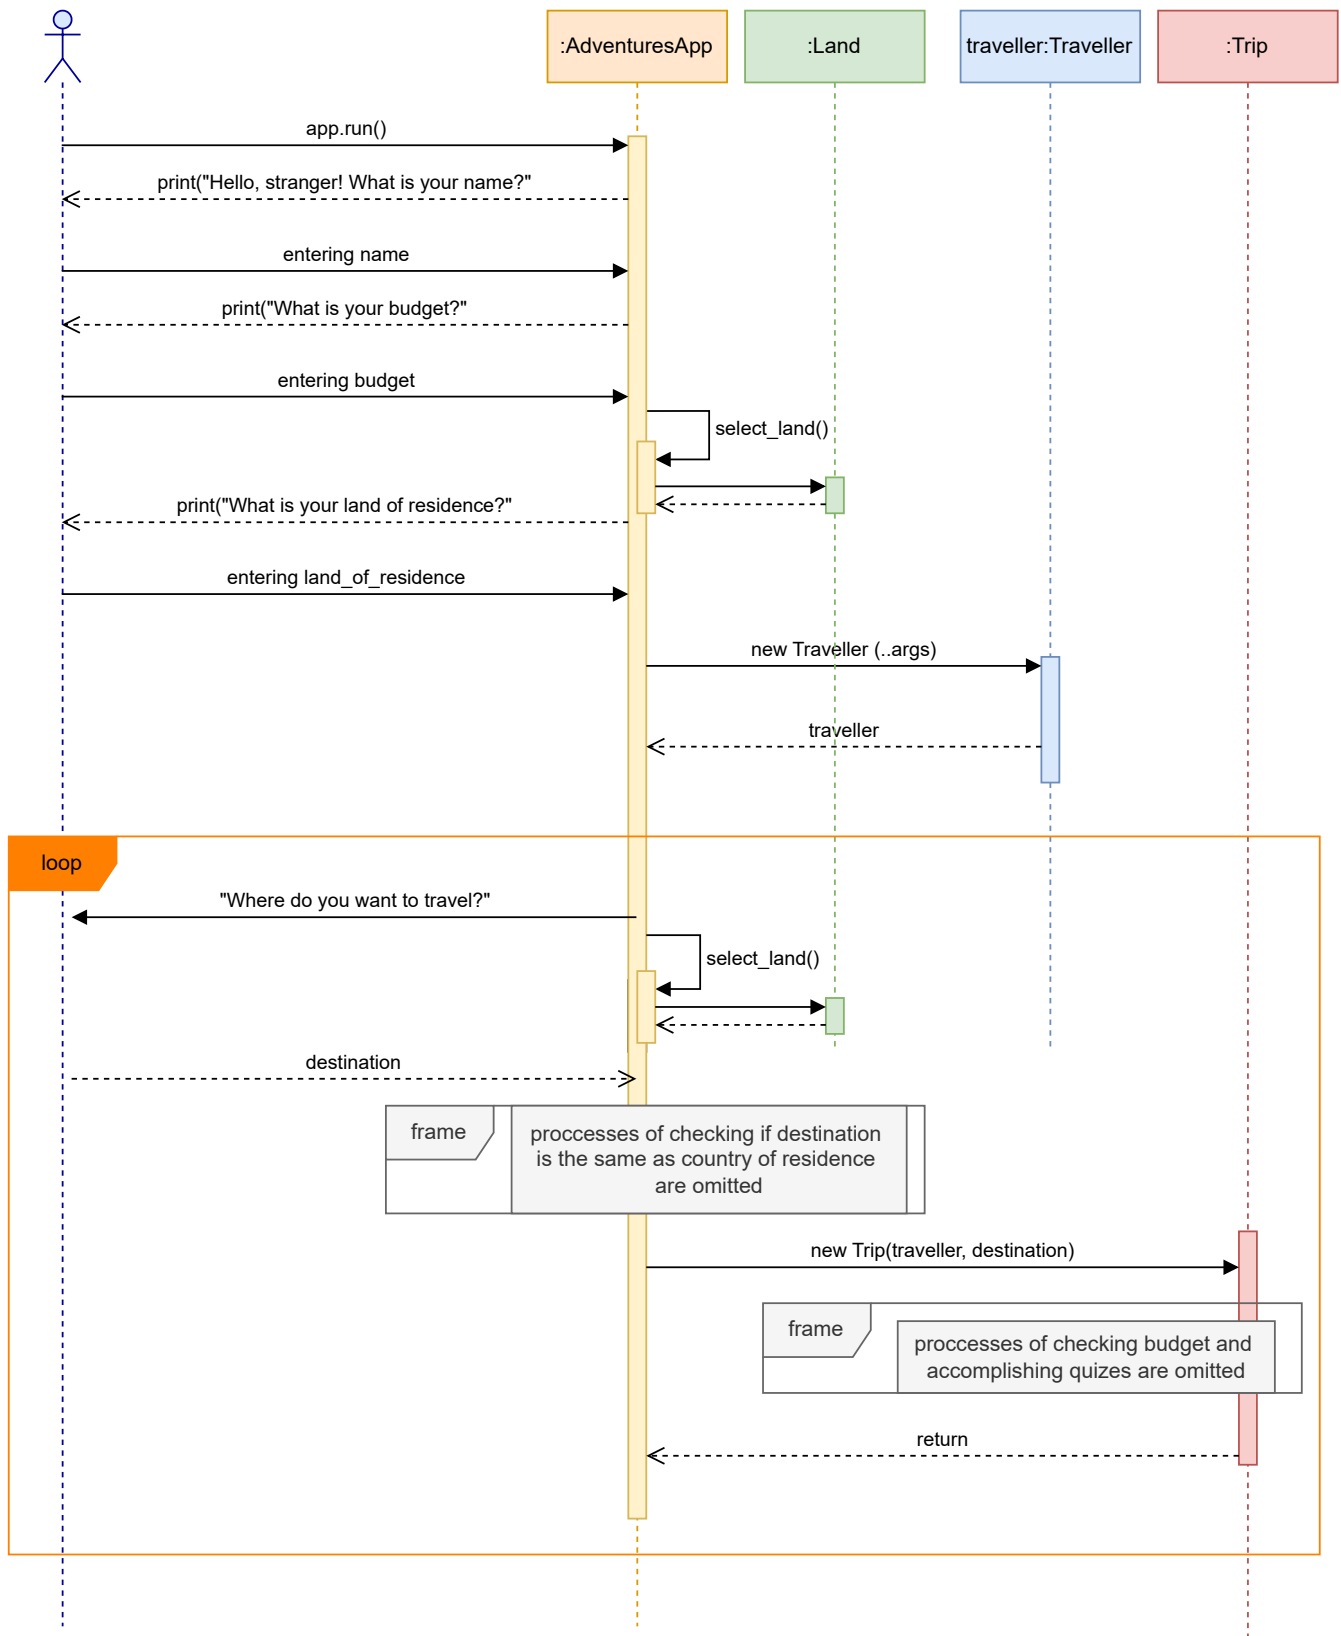 :AdventuresApp
:Land
traveller:Traveller
:Trip
app.run()
print("Hello, stranger! What is your name?"
entering name
print("What is your budget?"
entering budget
select_land()
print("What is your land of residence?"
entering land_of_residence
new Traveller (..args)
traveller
loop
"Where do you want to travel?"
select_land()
destination
frame
proccesses of checking if destination
is the same as country of residence
are omitted
new Trip(traveller, destination)
frame
proccesses of checking budget and
accomplishing quizes are omitted
return